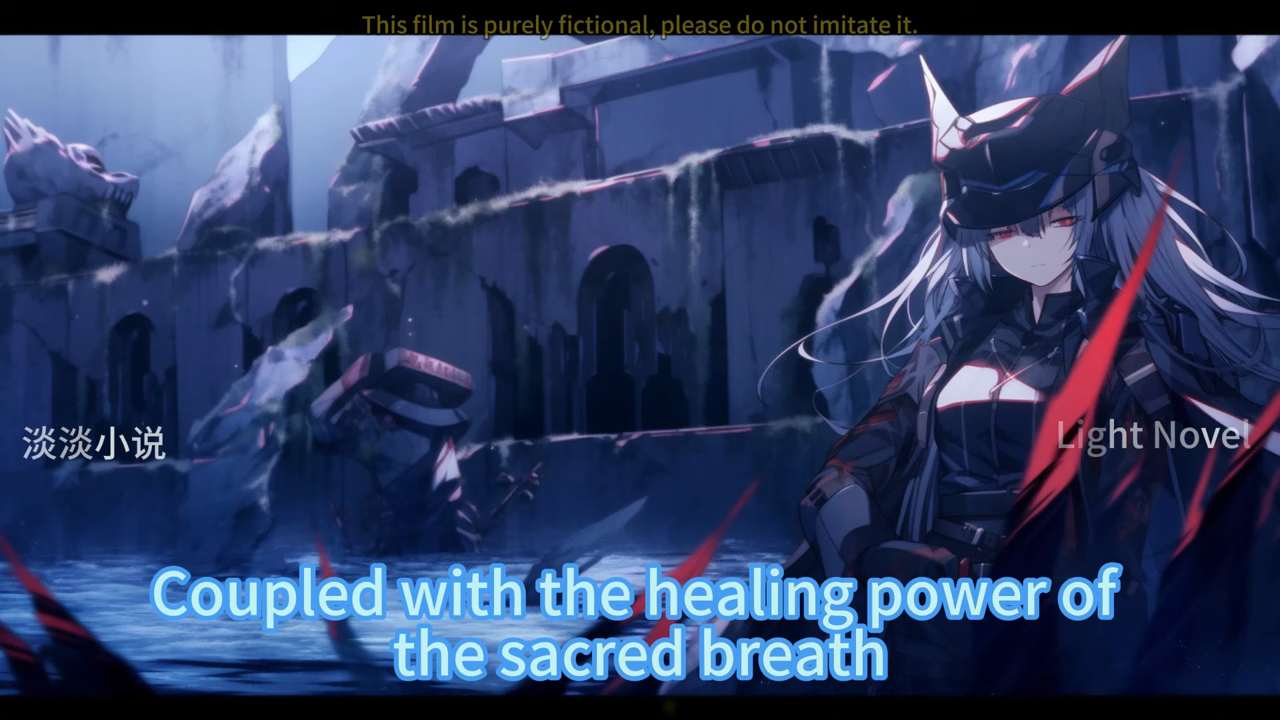 This film is purely fictional, please do not imitate it.
淡淡小说
Light Novel
Coupled with the healing power of
the sacred breath